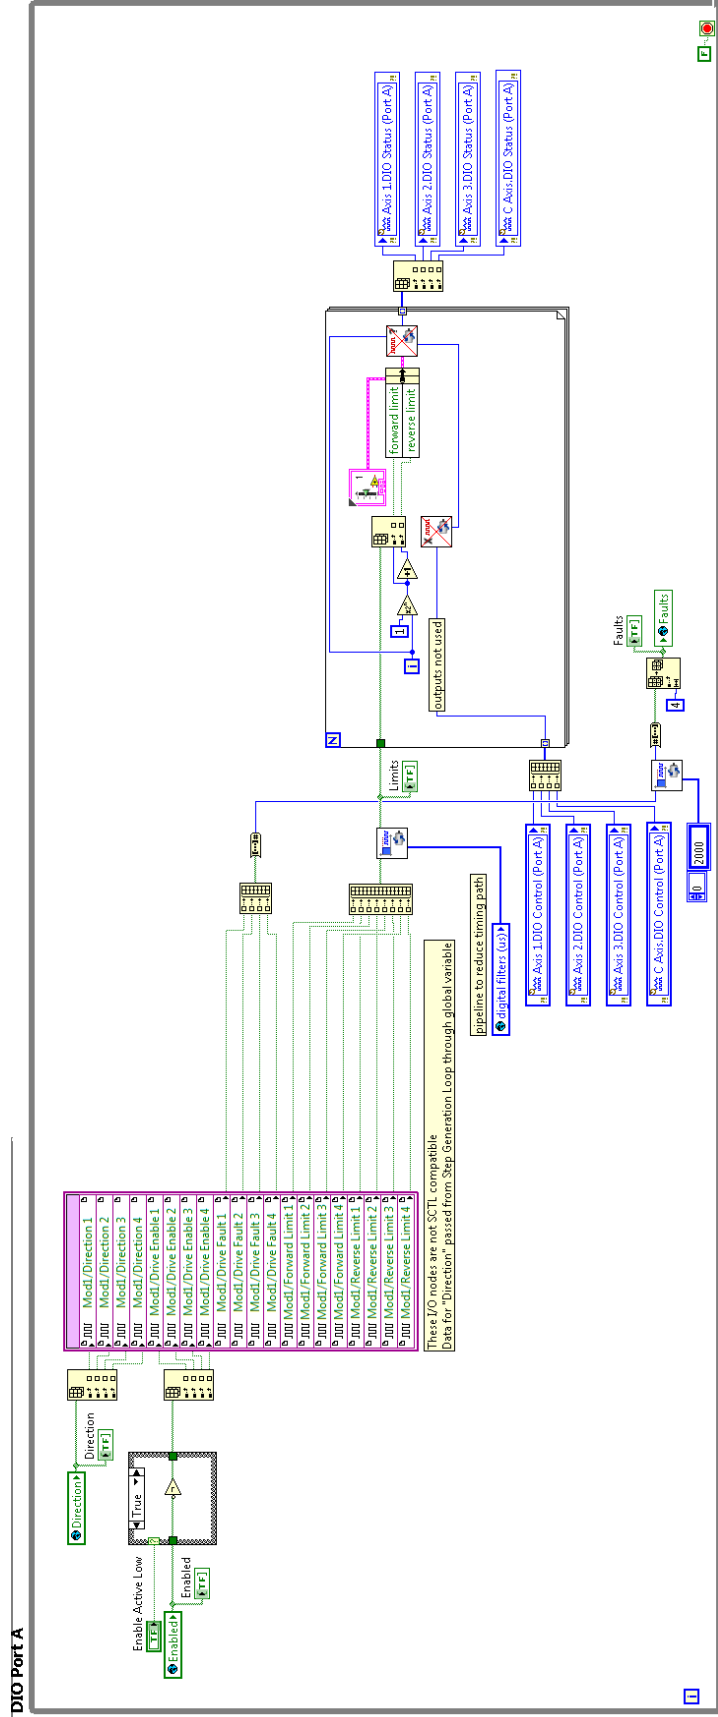 DIO Port A
Direction
Direction
Enable Active Low
TF
Enabled
Enabled
TF
True
Mod1/Direction 1
Mod1/Direction 2
Mod1/Direction 3
Mod1/Direction 4
Mod1/Drive Enable 1
Mod1/Drive Enable 2
Mod1/Drive Enable 3
Mod1/Drive Enable 4
Mod1/Drive Fault 1
Mod1/Drive Fault 2
Mod1/Drive Fault 3
Mod1/Drive Fault 4
Mod1/Forward Limit 1
Mod1/Forward Limit 2
Mod1/Forward Limit 3
Mod1/Forward Limit 4
Mod1/Reverse Limit 1
Mod1/Reverse Limit 2
Mod1/Reverse Limit 3
Mod1/Reverse Limit 4
These I/O nodes are not SCTL compatible
Data for "Direction" passed from Step Generation Loop through global variable
pipeline to reduce timing path
digital filters (us)
Limits
TF
Axis 1.DIO Control (Port A)
Axis 2.DIO Control (Port A)
Axis 3.DIO Control (Port A)
C Axis.DIO Control (Port A)
0
2000
N
i
1
outputs not used
forward limit
reverse limit
4
Faults
TF
Faults
Axis 1.DIO Status (Port A)
Axis 2.DIO Status (Port A)
Axis 3.DIO Status (Port A)
C Axis.DIO Status (Port A)
F
i